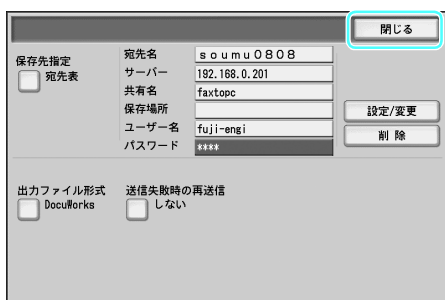 閉じる
保存先指定
宛先表
宛先名 soumu0808
サーバー 192.168.0.201
共有名 faxtopc
保存場所
ユーザー名 fuji-engi
パスワード ****
設定/変更
削 除
出力ファイル形式
DocuWorks
送信失敗時の再送信
しない